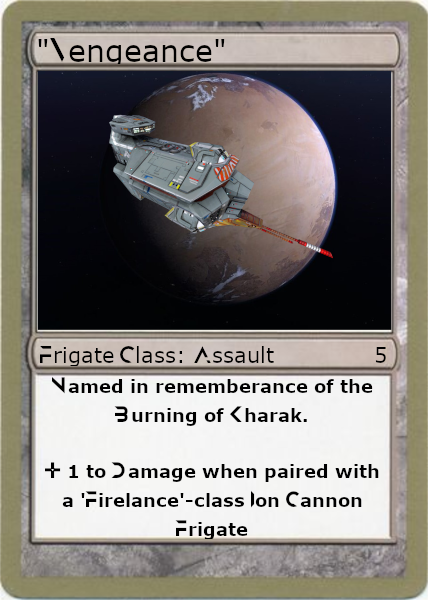 "Vengeance"
Frigate Class: Assault 5
Named in rememberance of the
Burning of Kharak.
+ 1 to Damage when paired with
a 'Firelance'-class Ion Cannon
Frigate